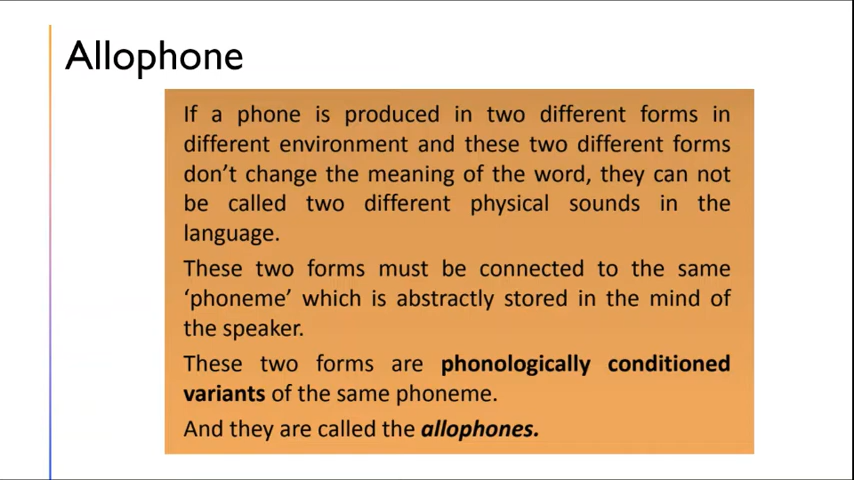 Allophone
If a phone is produced in two different forms in
different environment and these two different forms
don’t change the meaning of the word, they can not
be called two different physical sounds in the
language.
These two forms must be connected to the same
‘phoneme’ which is abstractly stored in the mind of
the speaker.
These two forms are phonologically conditioned
variants of the same phoneme.
And they are called the allophones.